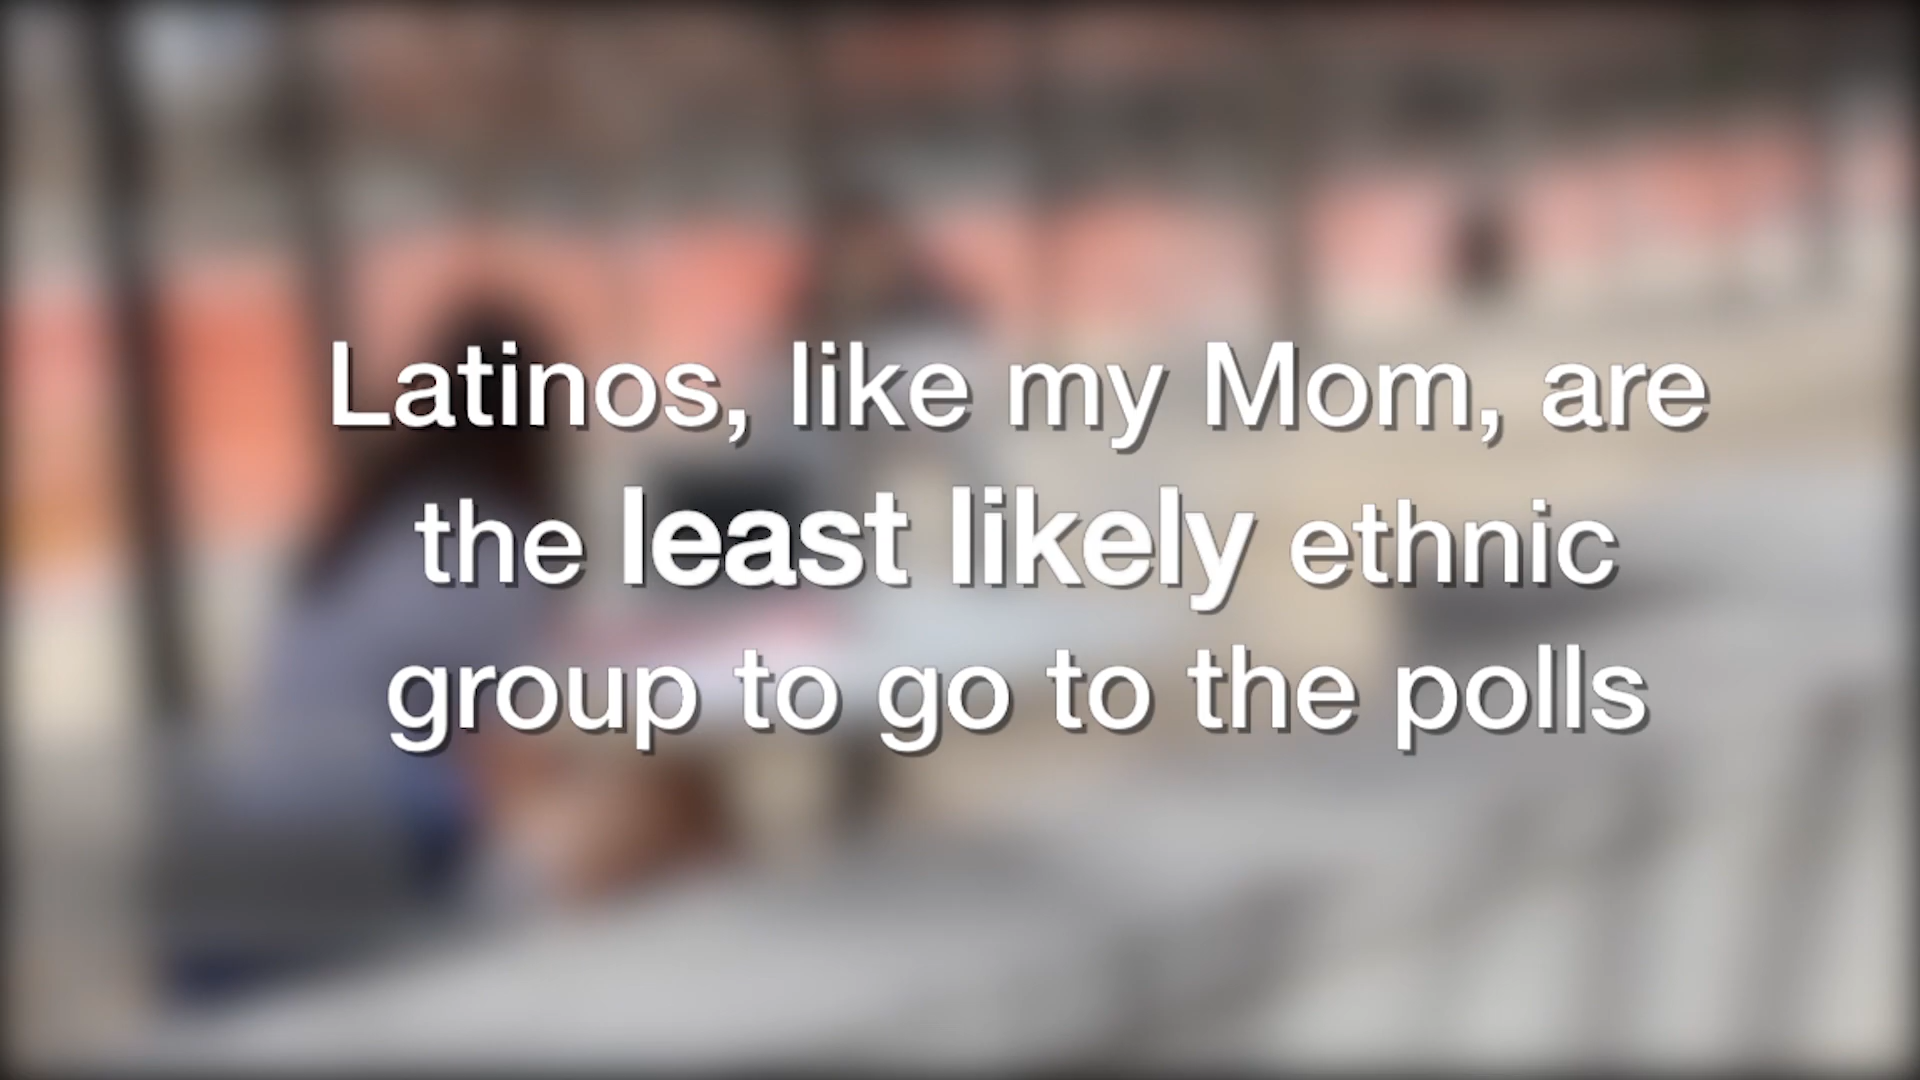 Latinos, like my Mom, are
the least likely ethnic
group to go to the polls